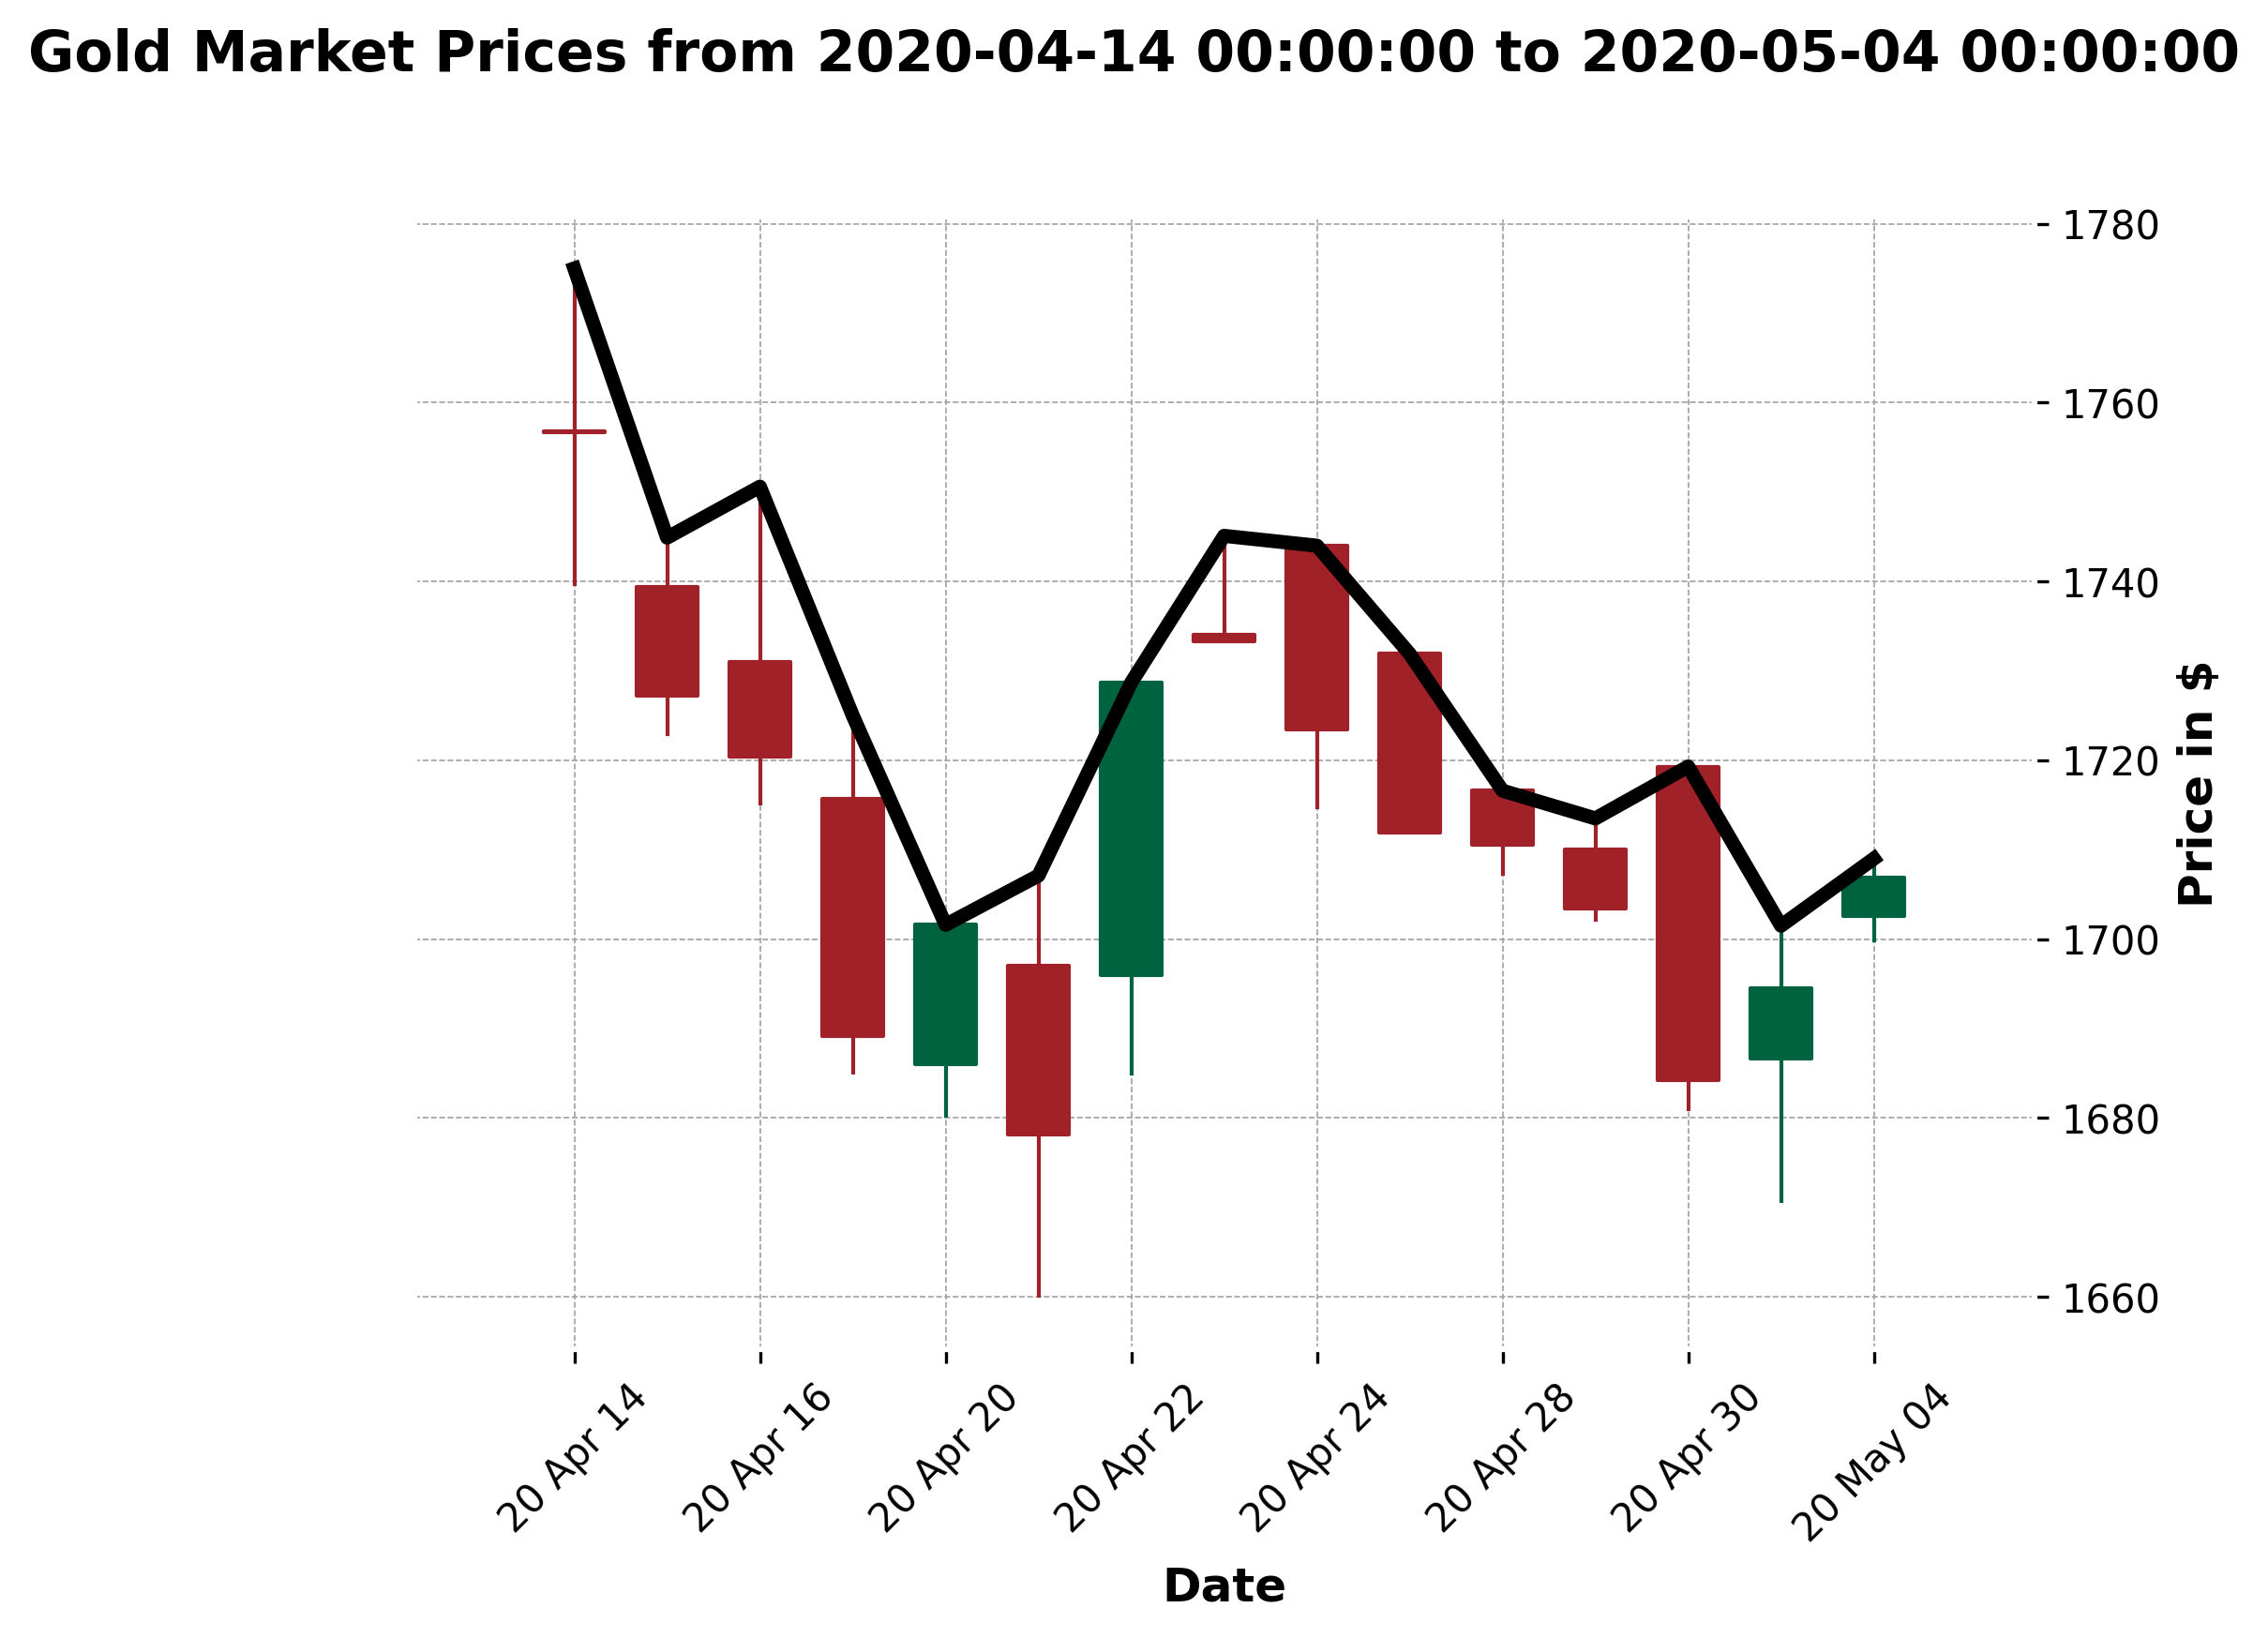 Gold Market Prices from 2020-04-14 00:00:00 to 2020-05-04 00:00:00
1780
1760
1740
1720
1700
1680
1660
Price in $
20 Apr 14
20 Apr 16
20 Apr 20
20 Apr 22
20 Apr 24
20 Apr 28
20 Apr 30
20 May 04
Date